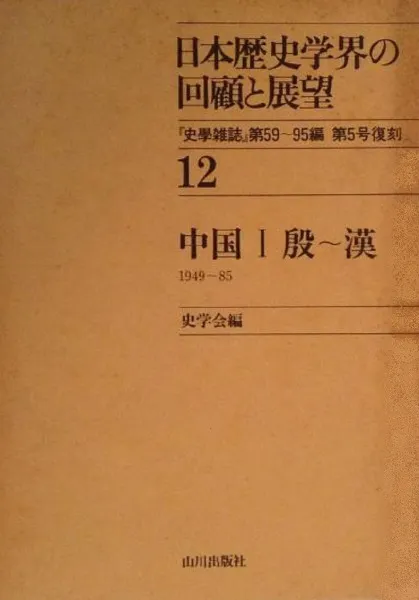 日本歴史学界の
回顧と展望
『史學雑誌』第59〜95編 第5号復刻
12
中国 Ⅰ 殷〜漢
1949〜85
史学会編
山川出版社